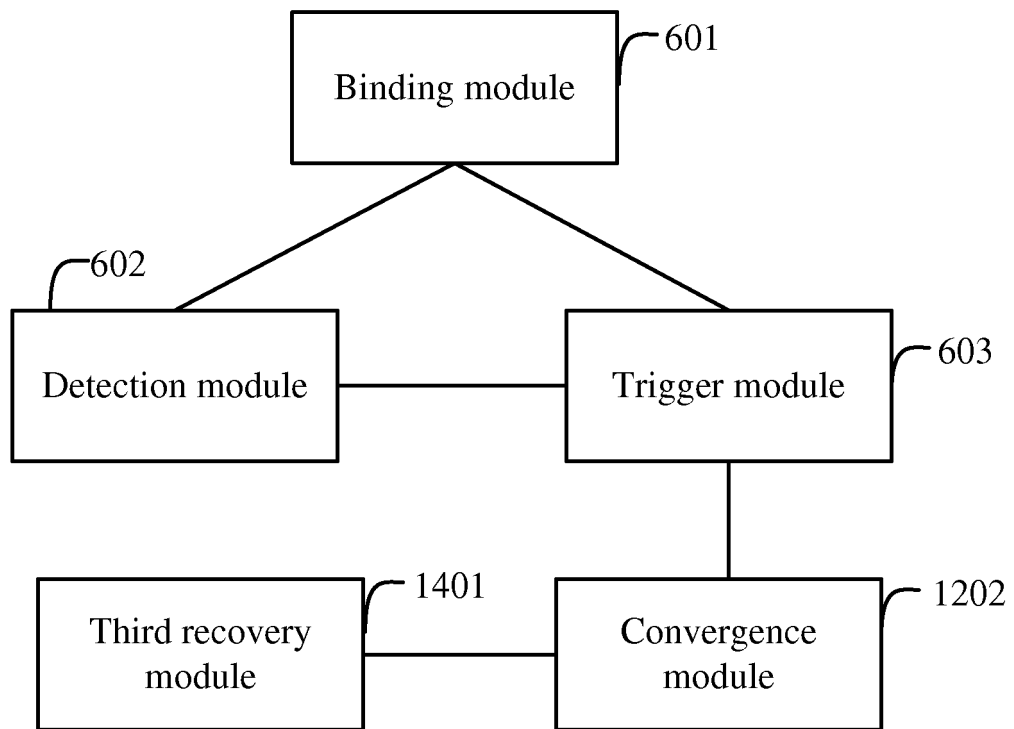 601
Binding module
602
603
Detection module
Trigger module
1401
1202
Third recovery
module
Convergence
module